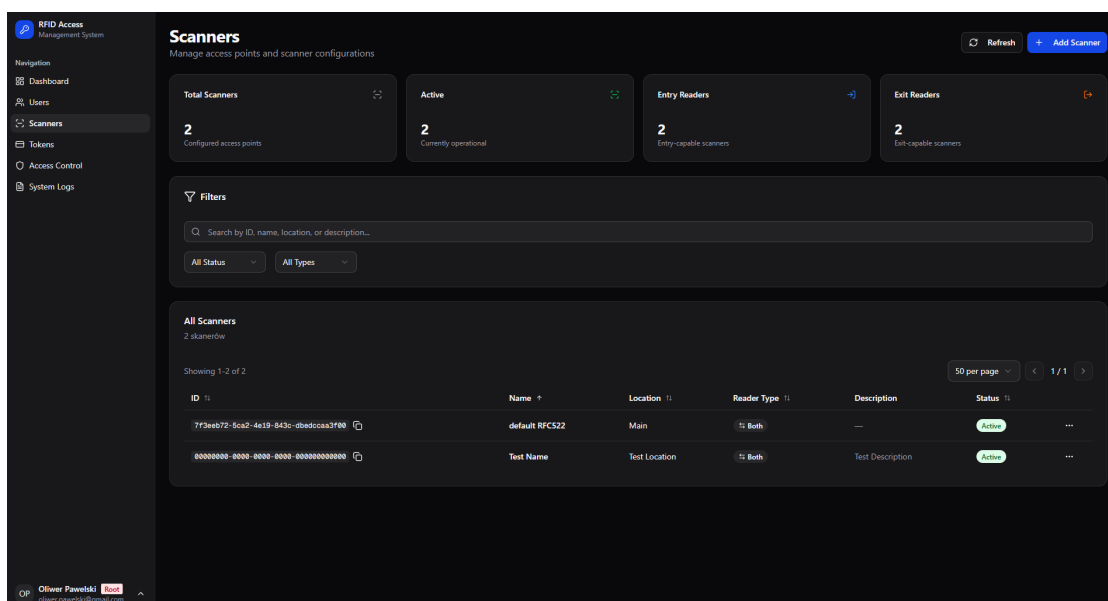 RFID Access
Management System
Navigation
Dashboard
Users
Scanners
Tokens
Access Control
System Logs
OP
Oliwer Pawelski Root
oliwer.pawelski@gmail.com
Scanners
Manage access points and scanner configurations
Refresh
+ Add Scanner
Total Scanners
2
Configured access points
Active
2
Currently operational
Entry Readers
2
Entry-capable scanners
Exit Readers
2
Exit-capable scanners
Filters
Search by ID, name, location, or description...
All Status
All Types
All Scanners
2 skanerów
Showing 1-2 of 2
50 per page
1 / 1
ID Name Location Reader Type Description Status
7f3eeb72-5ca2-4e19-843c-dbedccaa3f00 default RFC522 Main Both — Active ...
00000000-0000-0000-0000-000000000000 Test Name Test Location Both Test Description Active ...